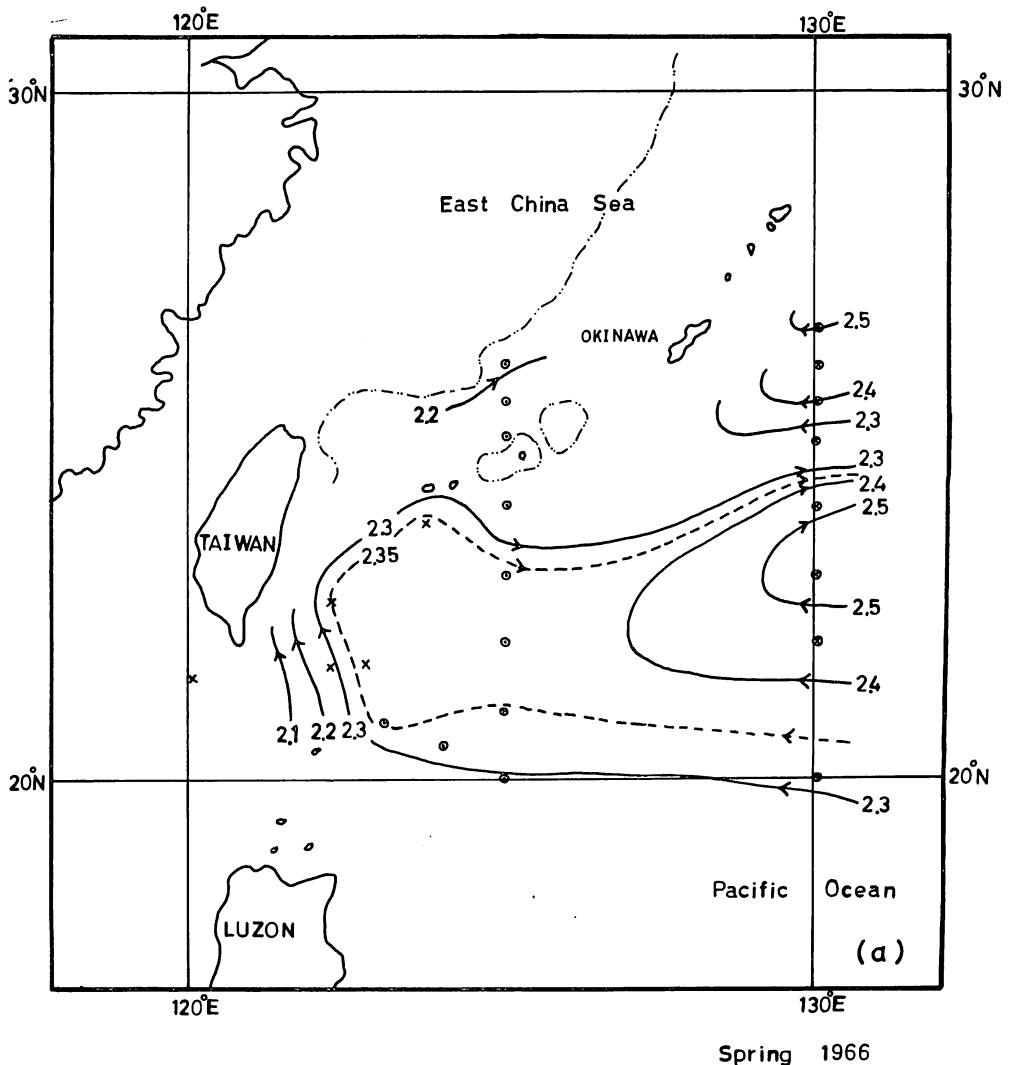 120°E 130°E
30°N 30°N
East China Sea
OKINAWA
2.5
2.4
2.2
2.3
2.3
2.4
2.5
2.3
TAIWAN
2.35
2.5
2.4
2.1 2.2 2.3
20°N 20°N
2.3
Pacific Ocean
LUZON
(a)
120°E 130°E
Spring 1966